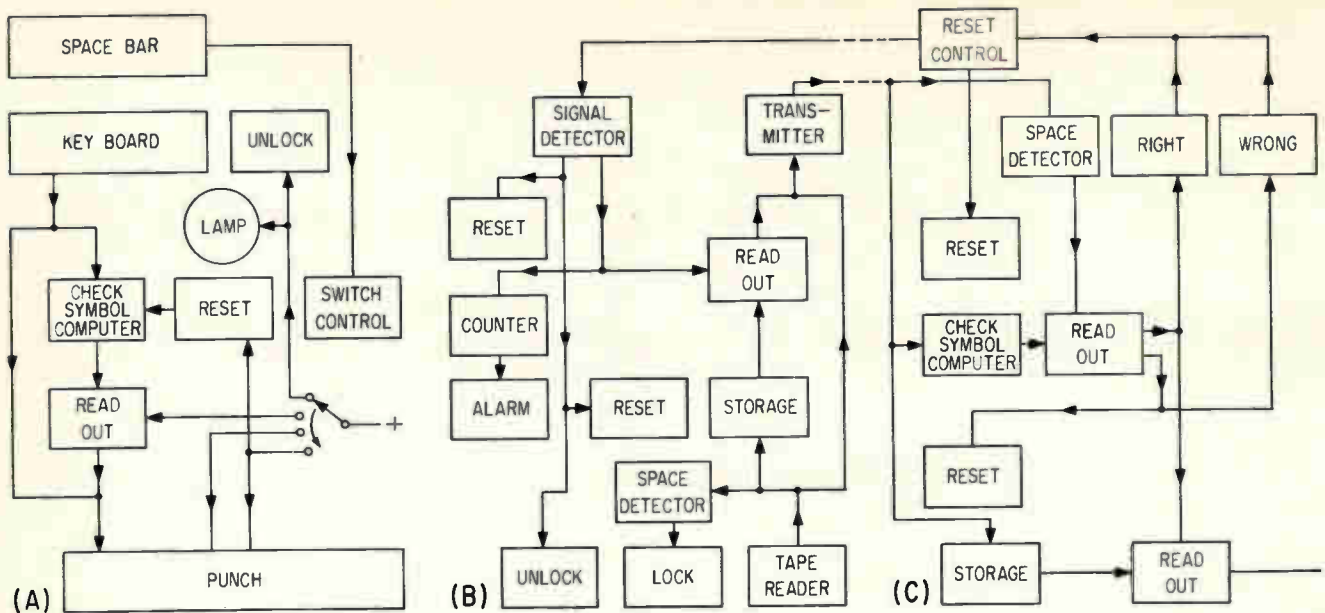 SPACE BAR
KEY BOARD
UNLOCK
LAMP
CHECK
SYMBOL
COMPUTER
RESET
SWITCH
CONTROL
READ
OUT
+
PUNCH
(A)
SIGNAL
DETECTOR
TRANS-
MITTER
RESET
READ
OUT
COUNTER
ALARM
RESET
STORAGE
SPACE
DETECTOR
UNLOCK
LOCK
TAPE
READER
(B)
RESET
CONTROL
SPACE
DETECTOR
RIGHT
WRONG
RESET
CHECK
SYMBOL
COMPUTER
READ
OUT
RESET
STORAGE
READ
OUT
(C)